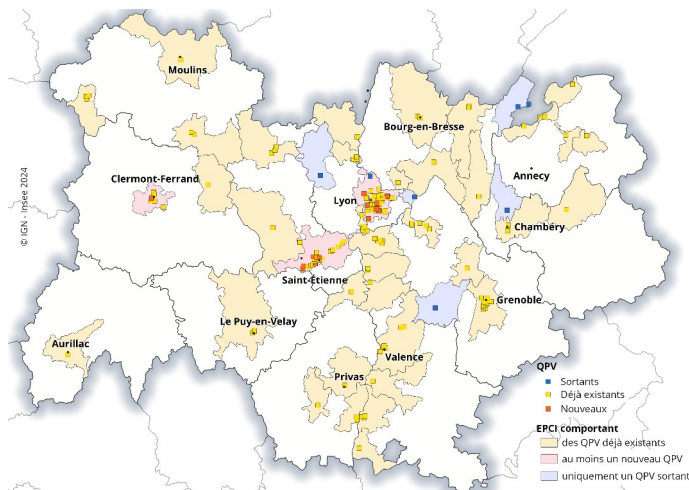 Moulins
Bourg-en-Bresse
Clermont-Ferrand
Annecy
Lyon
Chambéry
Saint-Étienne
Grenoble
Le Puy-en-Velay
Aurillac
Valence
Privas
© IGN - Insee 2024
QPV
Sortants
Déjà existants
Nouveaux
EPCI comportant
des QPV déjà existants
au moins un nouveau QPV
uniquement un QPV sortant